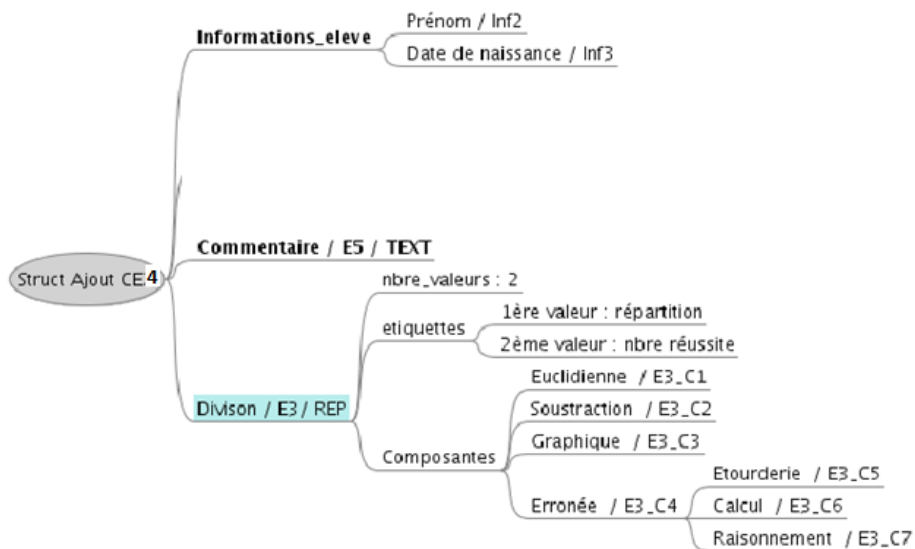 Prénom / Inf2
Informations_eleve
Date de naissance / Inf3
Commentaire / E5 / TEXT
Struct Ajout CE 4
nbre_valeurs : 2
1ère valeur : répartition
etiquettes
2ème valeur : nbre réussite
Euclidienne / E3_C1
Divison / E3 / REP
Soustraction / E3_C2
Graphique / E3_C3
Composantes
Etourderie / E3_C5
Erronée / E3_C4
Calcul / E3_C6
Raisonnement / E3_C7